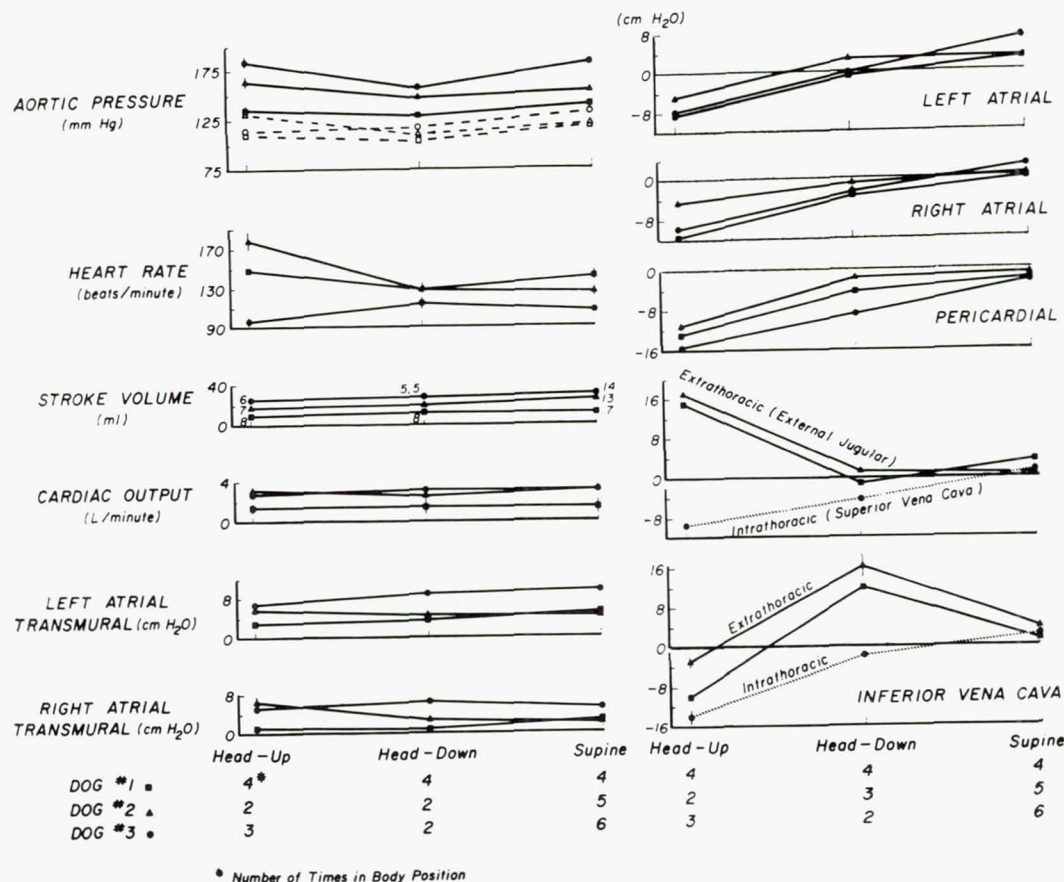 AORTIC PRESSURE
(mm Hg)
175
125
75
HEART RATE
(beats/minute)
170
130
90
STROKE VOLUME
(ml)
40
20
0
6
7
8
5,5
8
14
13
7
CARDIAC OUTPUT
(L/minute)
4
0
LEFT ATRIAL
TRANSMURAL (cm H2O)
8
0
RIGHT ATRIAL
TRANSMURAL (cm H2O)
8
0
Head-Up Head-Down Supine
DOG #1 ■ 4* 4 4
DOG #2 ▲ 2 2 5
DOG #3 ● 3 2 6
* Number of Times in Body Position
(cm H2O)
8
0
-8
LEFT ATRIAL
0
-8
RIGHT ATRIAL
0
-8
-16
PERICARDIAL
16
8
0
-8
Extrathoracic (External Jugular)
Intrathoracic (Superior Vena Cava)
16
8
0
-8
-16
Extrathoracic
Intrathoracic
INFERIOR VENA CAVA
Head-Up Head-Down Supine
4 4 4
2 3 5
3 2 6